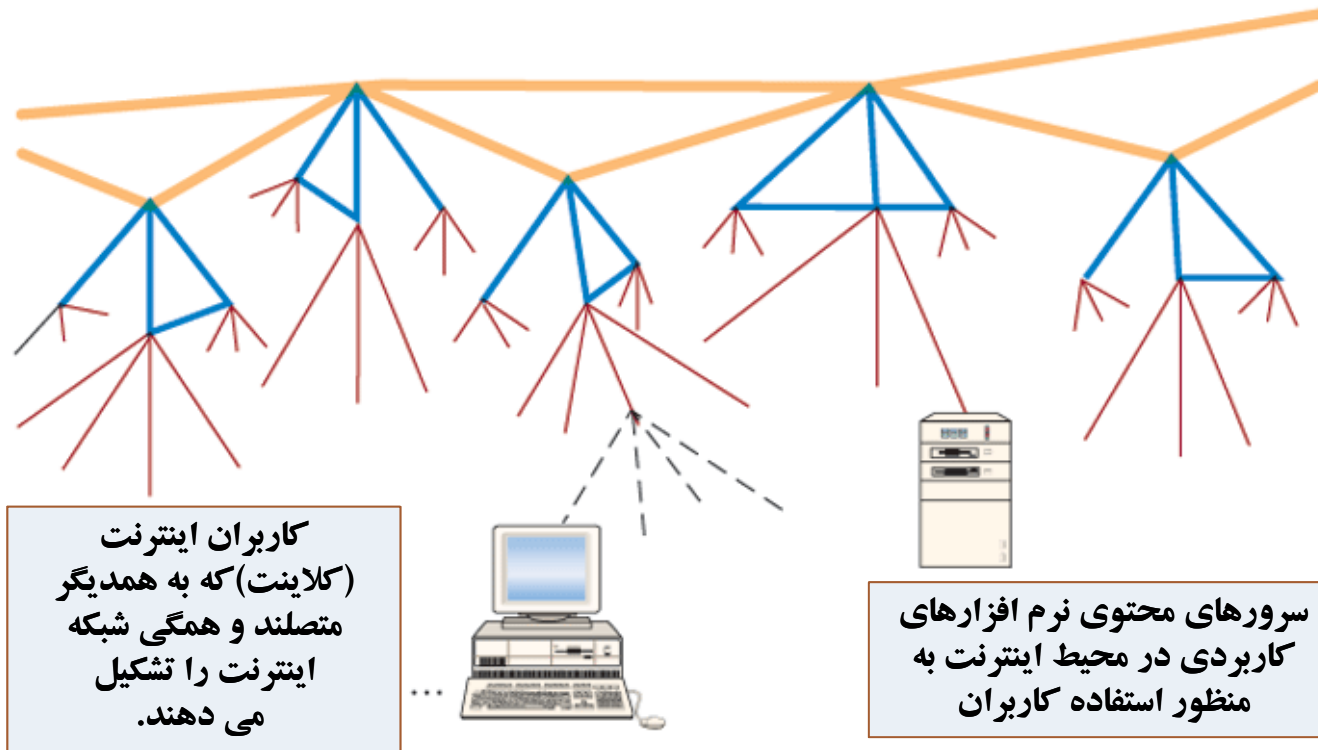 کاربران اینترنت
(کلاینت)که به همدیگر
متصلند و همگی شبکه
اینترنت را تشکیل
می دهند.
...
سرورهای محتوی نرم افزارهای
کاربردی در محیط اینترنت به
منظور استفاده کاربران